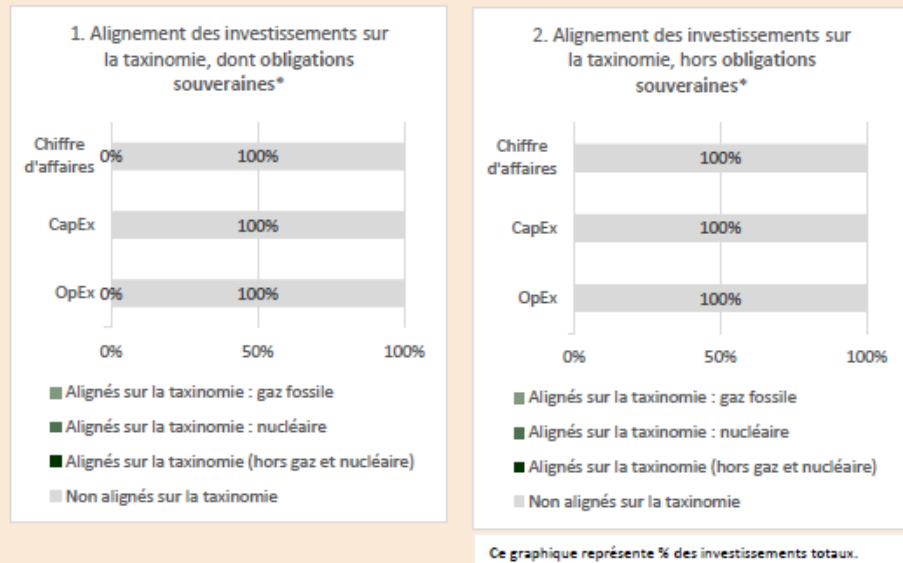 1. Alignement des investissements sur
la taxinomie, dont obligations
souveraines*
Chiffre
d'affaires
0%
100%
CapEx
100%
OpEx
0%
100%
0%
50%
100%
Alignés sur la taxinomie : gaz fossile
Alignés sur la taxinomie : nucléaire
Alignés sur la taxinomie (hors gaz et nucléaire)
Non alignés sur la taxinomie
2. Alignement des investissements sur
la taxinomie, hors obligations
souveraines*
Chiffre
d'affaires
100%
CapEx
100%
OpEx
100%
0%
50%
100%
Alignés sur la taxinomie : gaz fossile
Alignés sur la taxinomie : nucléaire
Alignés sur la taxinomie (hors gaz et nucléaire)
Non alignés sur la taxinomie
Ce graphique représente % des investissements totaux.